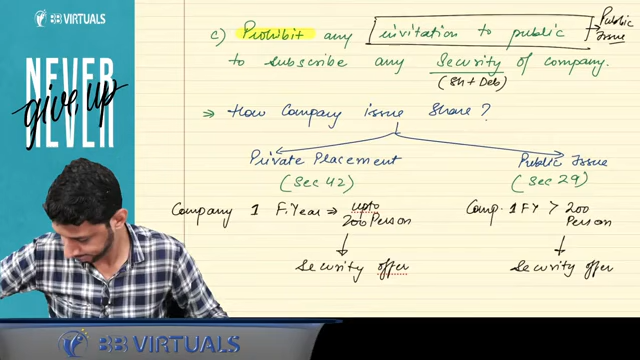 BB VIRTUALS
NEVER
give up
NEVER
c) Prohibit any invitation to public → Public Issue
to subscribe any Security of company.
(Sh + Deb)
⇒ How Company issue Share?
Private Placement
(Sec 42)
Company 1 F.Year ⇒ upto 200 Person
↓
Security offer
Public Issue
(Sec 29)
Comp. 1 FY > 200 Person
↓
Security offer
BB VIRTUALS